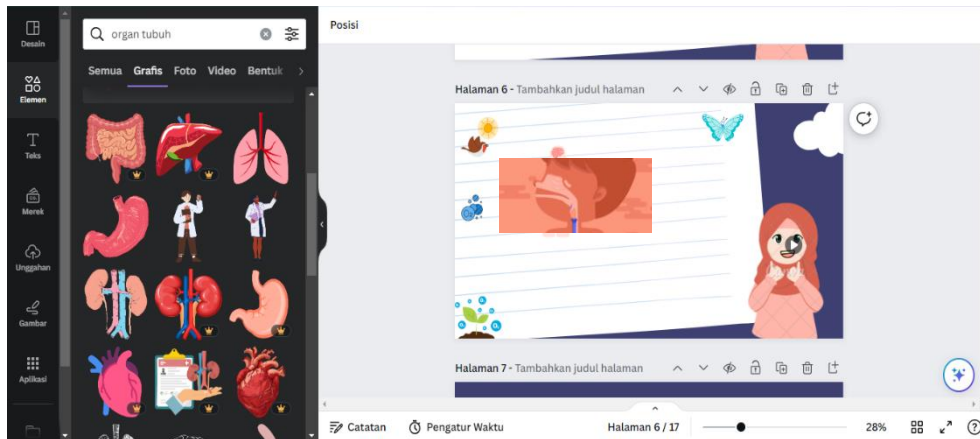 Desain
Elemen
Teks
Merek
Unggahan
Gambar
Aplikasi
organ tubuh
Semua Grafis Foto Video Bentuk
Posisi
Halaman 6 - Tambahkan judul halaman
Halaman 7 - Tambahkan judul halaman
Catatan Pengatur Waktu Halaman 6 / 17 28%